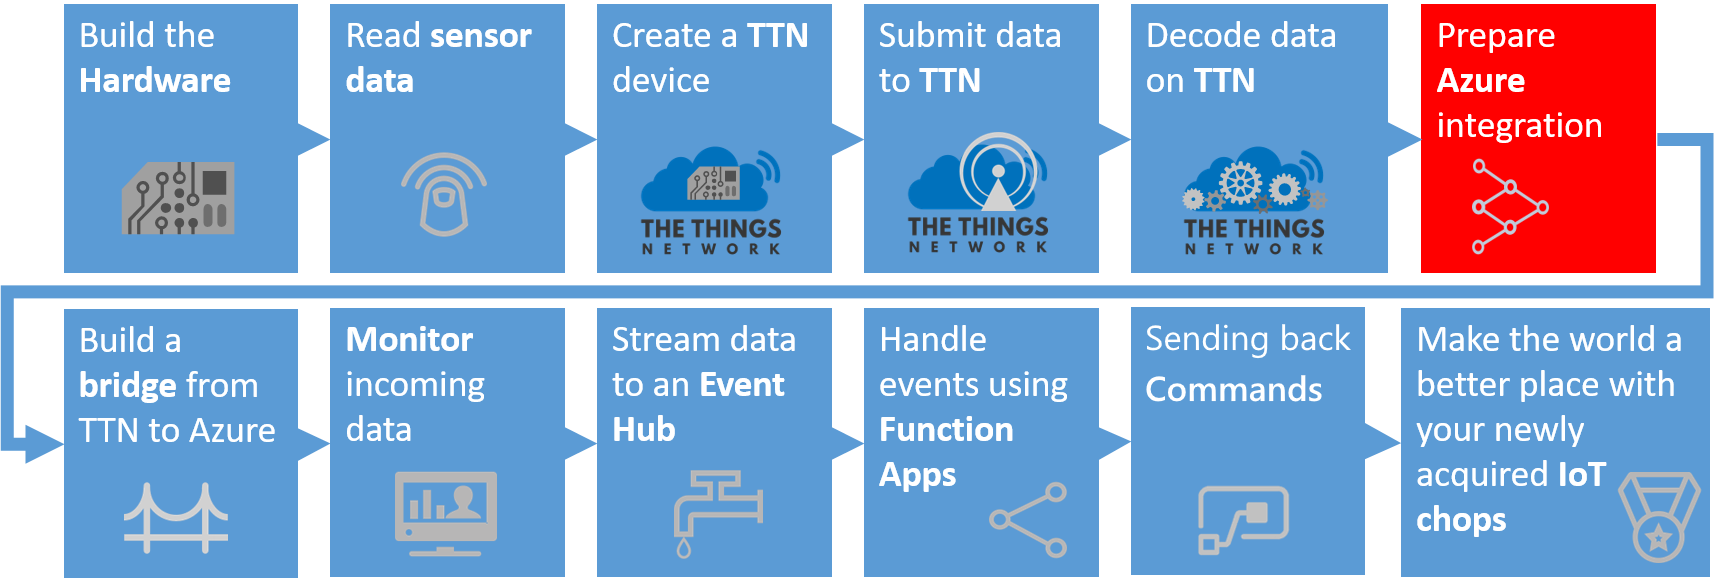 Build the
Hardware
Read sensor
data
Create a TTN
device
THE THINGS
NETWORK
Submit data
to TTN
THE THINGS
NETWORK
Decode data
on TTN
THE THINGS
NETWORK
Prepare
Azure
integration
Build a
bridge from
TTN to Azure
Monitor
incoming
data
Stream data
to an Event
Hub
Handle
events using
Function
Apps
Sending back
Commands
Make the world a
better place with
your newly
acquired IoT
chops